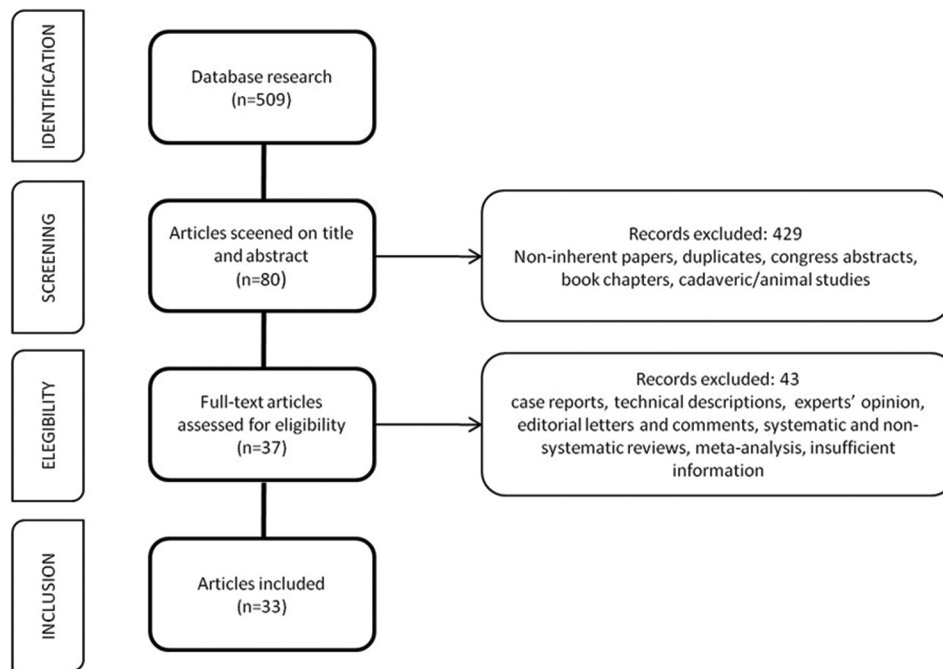 IDENTIFICATION
Database research
(n=509)
SCREENING
Articles sceened on title
and abstract
(n=80)
Records excluded: 429
Non-inherent papers, duplicates, congress abstracts,
book chapters, cadaveric/animal studies
ELEGIBILITY
Full-text articles
assessed for eligibility
(n=37)
Records excluded: 43
case reports, technical descriptions, experts’ opinion,
editorial letters and comments, systematic and non-
systematic reviews, meta-analysis, insufficient
information
INCLUSION
Articles included
(n=33)